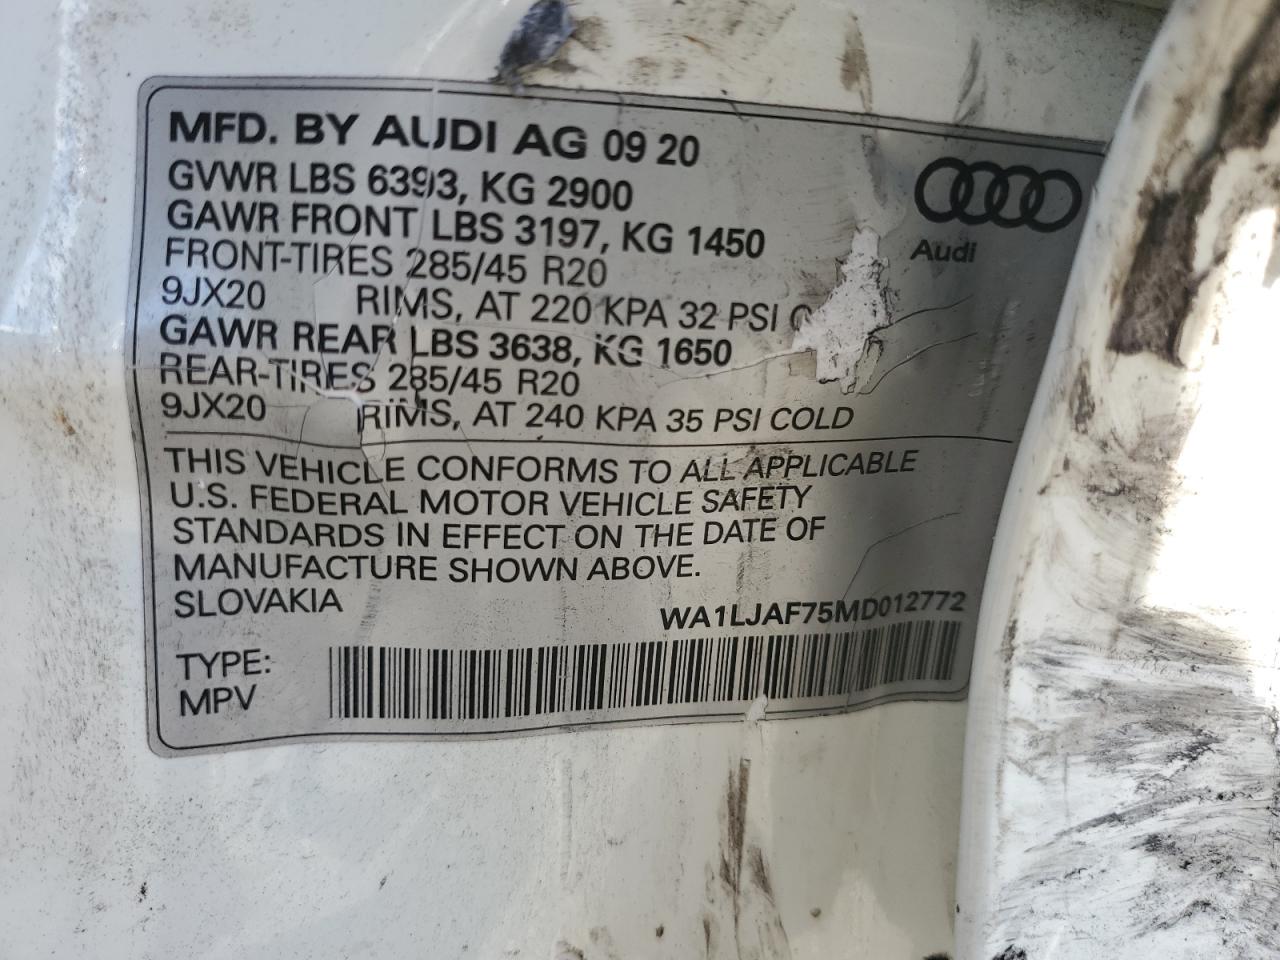 MFD. BY AUDI AG 09 20
GVWR LBS 6393, KG 2900
GAWR FRONT LBS 3197, KG 1450
FRONT-TIRES 285/45 R20
9JX20 RIMS, AT 220 KPA 32 PSI
GAWR REAR LBS 3638, KG 1650
REAR-TIRES 285/45 R20
9JX20 RIMS, AT 240 KPA 35 PSI COLD
Audi
THIS VEHICLE CONFORMS TO ALL APPLICABLE
U.S. FEDERAL MOTOR VEHICLE SAFETY
STANDARDS IN EFFECT ON THE DATE OF
MANUFACTURE SHOWN ABOVE.
SLOVAKIA
WA1LJAF75MD012772
TYPE:
MPV